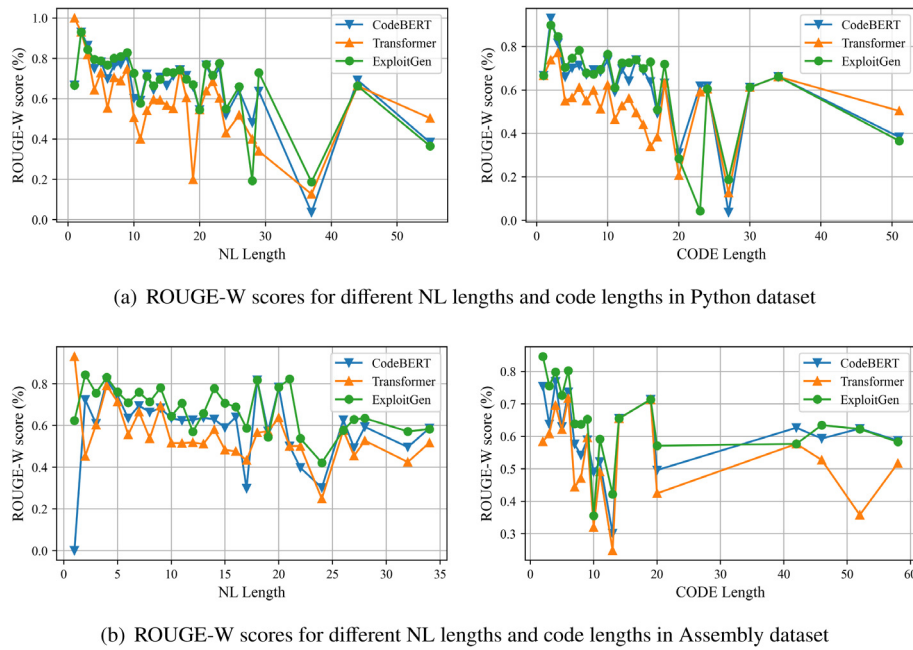 1.0
0.8
0.6
0.4
0.2
0.0
ROUGE-W score (%)
CodeBERT
Transformer
ExploitGen
0 10 20 30 40 50
NL Length
0.8
0.6
0.4
0.2
0.0
ROUGE-W score (%)
CodeBERT
Transformer
ExploitGen
0 10 20 30 40 50
CODE Length
(a) ROUGE-W scores for different NL lengths and code lengths in Python dataset
0.8
0.6
0.4
0.2
0.0
ROUGE-W score (%)
CodeBERT
Transformer
ExploitGen
0 5 10 15 20 25 30 35
NL Length
0.8
0.7
0.6
0.5
0.4
0.3
ROUGE-W score (%)
CodeBERT
Transformer
ExploitGen
0 10 20 30 40 50 60
CODE Length
(b) ROUGE-W scores for different NL lengths and code lengths in Assembly dataset